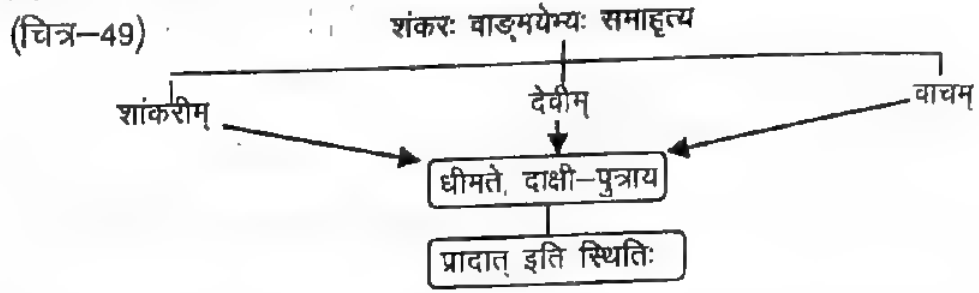 (चित्र–49)
शंकरः वाङ्मयेभ्यः समाहृत्य
शांकरीम्
देवीम्
वाचम्
धीमते, दाक्षी–पुत्राय
प्रादात् इति स्थितिः